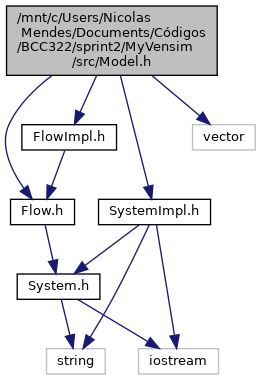 /mnt/c/Users/Nicolas
Mendes/Documents/Códigos
/BCC322/sprint2/MyVensim
/src/Model.h
FlowImpl.h
vector
Flow.h
SystemImpl.h
System.h
string
iostream